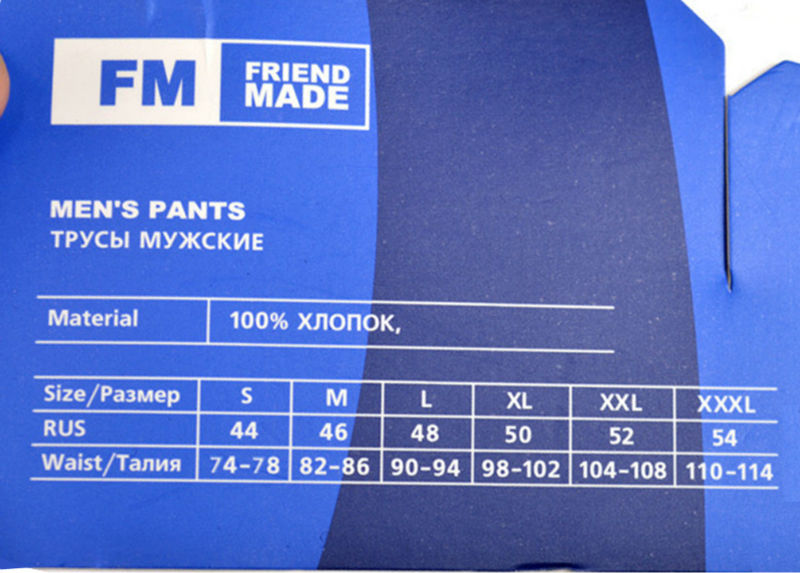 FM FRIEND
MADE
MEN'S PANTS
ТРУСЫ МУЖСКИЕ
Material 100% ХЛОПОК,
Size/Размер S M L XL XXL XXXL
RUS 44 46 48 50 52 54
Waist/Талия 74-78 82-86 90-94 98-102 104-108 110-114